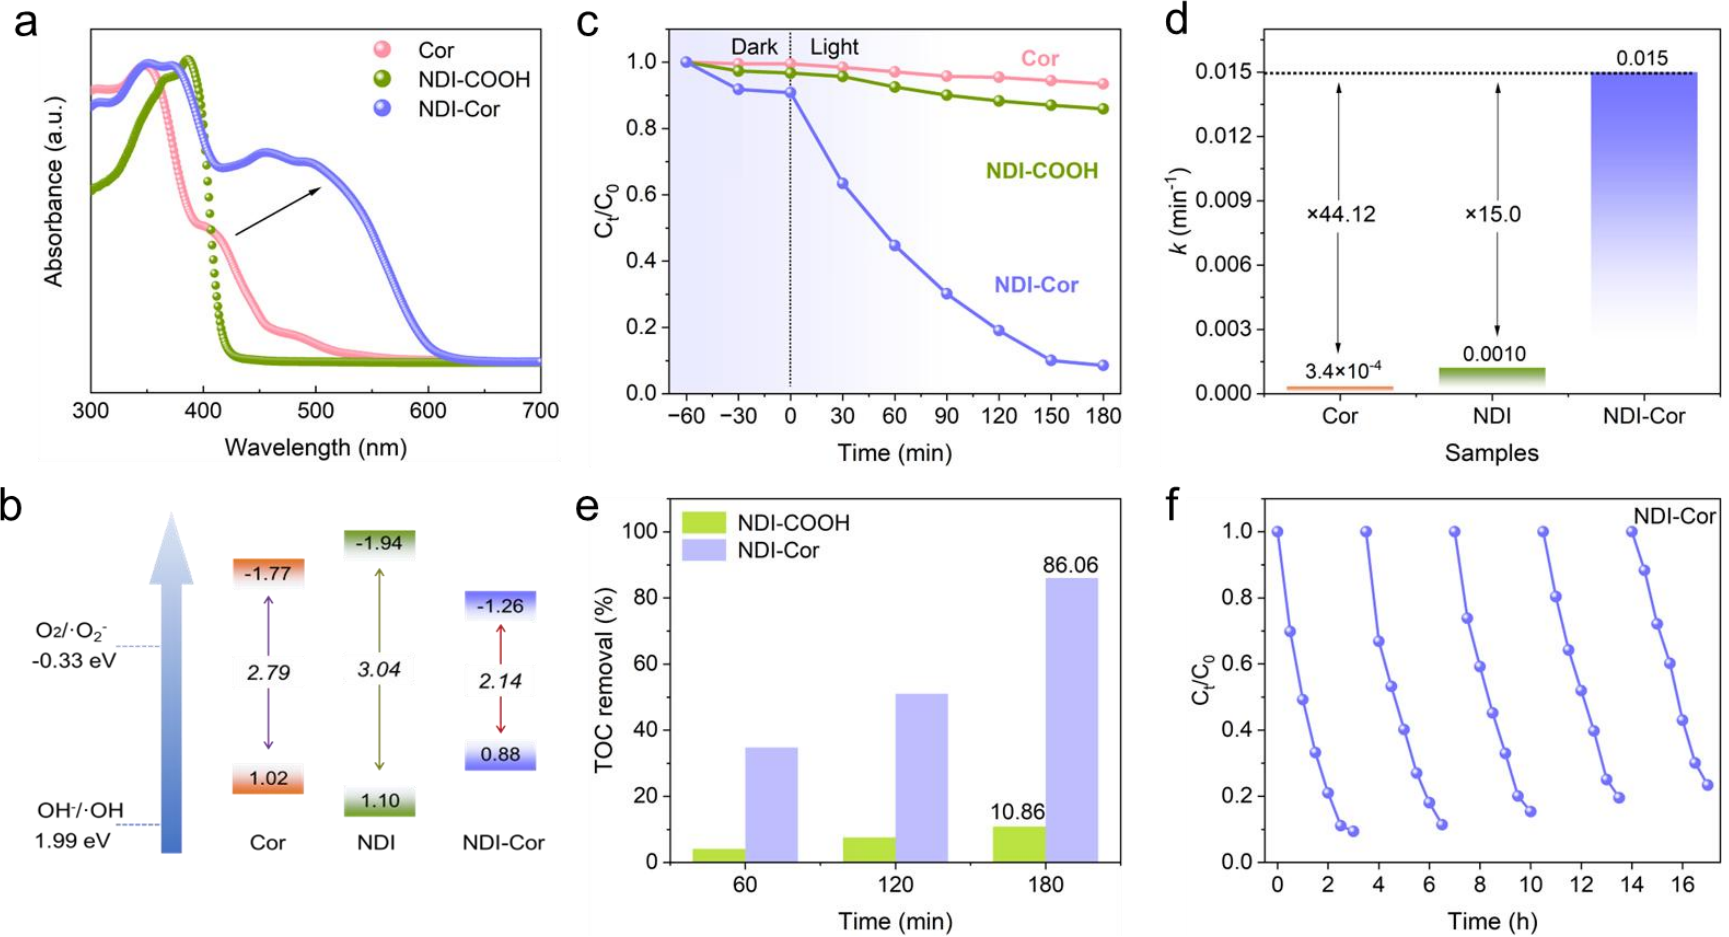 a
Cor
NDI-COOH
NDI-Cor
Absorbance (a.u.)
300 400 500 600 700
Wavelength (nm)
b
O2/·O2-
-0.33 eV
OH-/·OH
1.99 eV
-1.77
2.79
1.02
Cor
-1.94
3.04
1.10
NDI
-1.26
2.14
0.88
NDI-Cor
c
Dark Light
Cor
NDI-COOH
NDI-Cor
Ct/C0
1.0
0.8
0.6
0.4
0.2
0.0
−60 −30 0 30 60 90 120 150 180
Time (min)
d
k (min-1)
0.015
0.012
0.009
0.006
0.003
0.000
0.015
×44.12
×15.0
3.4×10-4
0.0010
Cor NDI NDI-Cor
Samples
e
NDI-COOH
NDI-Cor
TOC removal (%)
100
80
60
40
20
0
86.06
10.86
60 120 180
Time (min)
f
NDI-Cor
Ct/C0
1.0
0.8
0.6
0.4
0.2
0.0
0 2 4 6 8 10 12 14 16
Time (h)